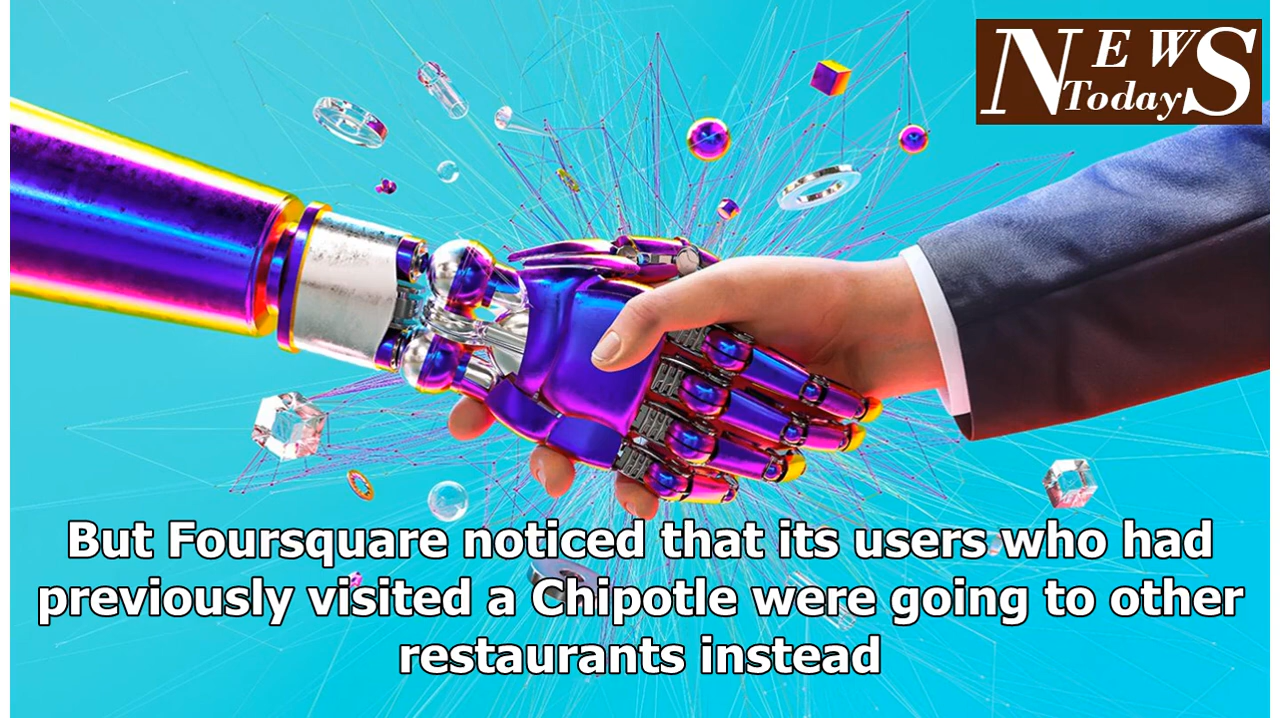 NEWS
Today
But Foursquare noticed that its users who had
previously visited a Chipotle were going to other
restaurants instead